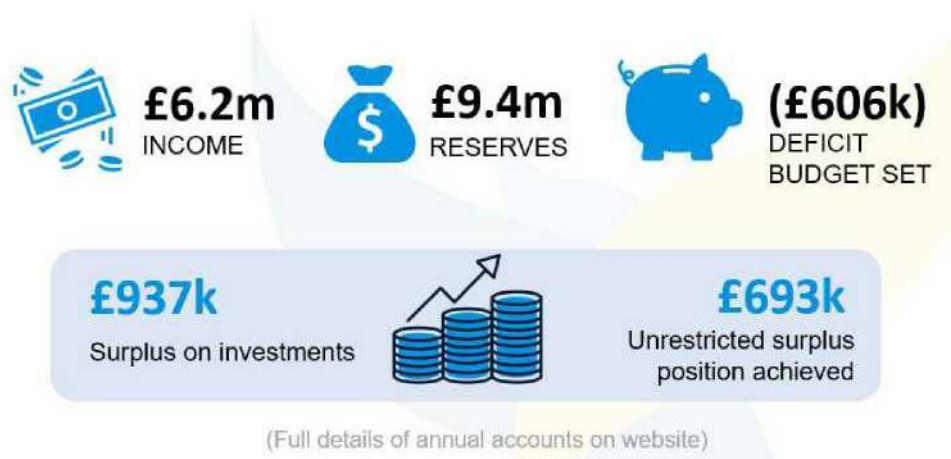 £6.2m
INCOME
$
£9.4m
RESERVES
(£606k)
DEFICIT
BUDGET SET
£937k
Surplus on investments
£693k
Unrestricted surplus
position achieved
(Full details of annual accounts on website)